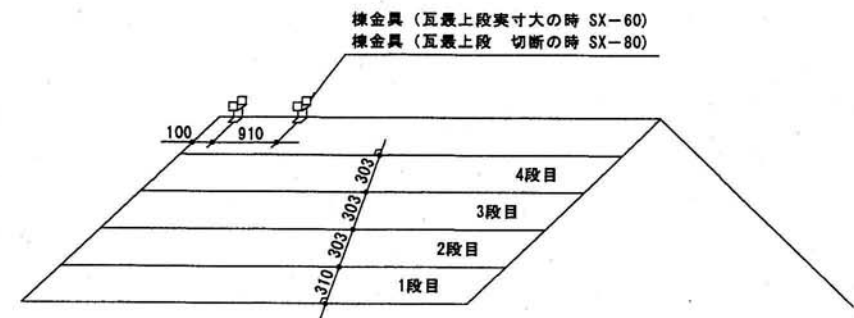 棟金具（瓦最上段実寸大の時 SX-60）
棟金具（瓦最上段　切断の時 SX-80）
100
910
303
4段目
303
3段目
303
2段目
310
1段目